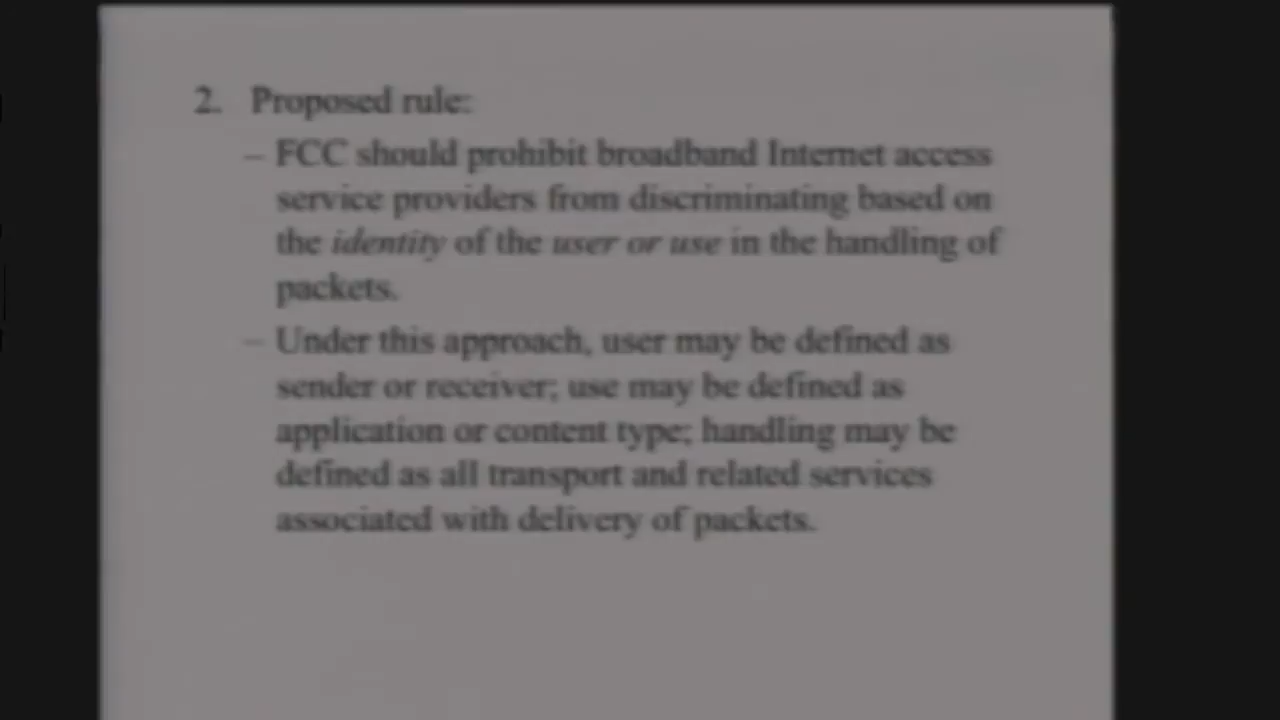 2. Proposed rule:
– FCC should prohibit broadband Internet access
service providers from discriminating based on
the identity of the user or use in the handling of
packets.
– Under this approach, user may be defined as
sender or receiver; use may be defined as
application or content type; handling may be
defined as all transport and related services
associated with delivery of packets.